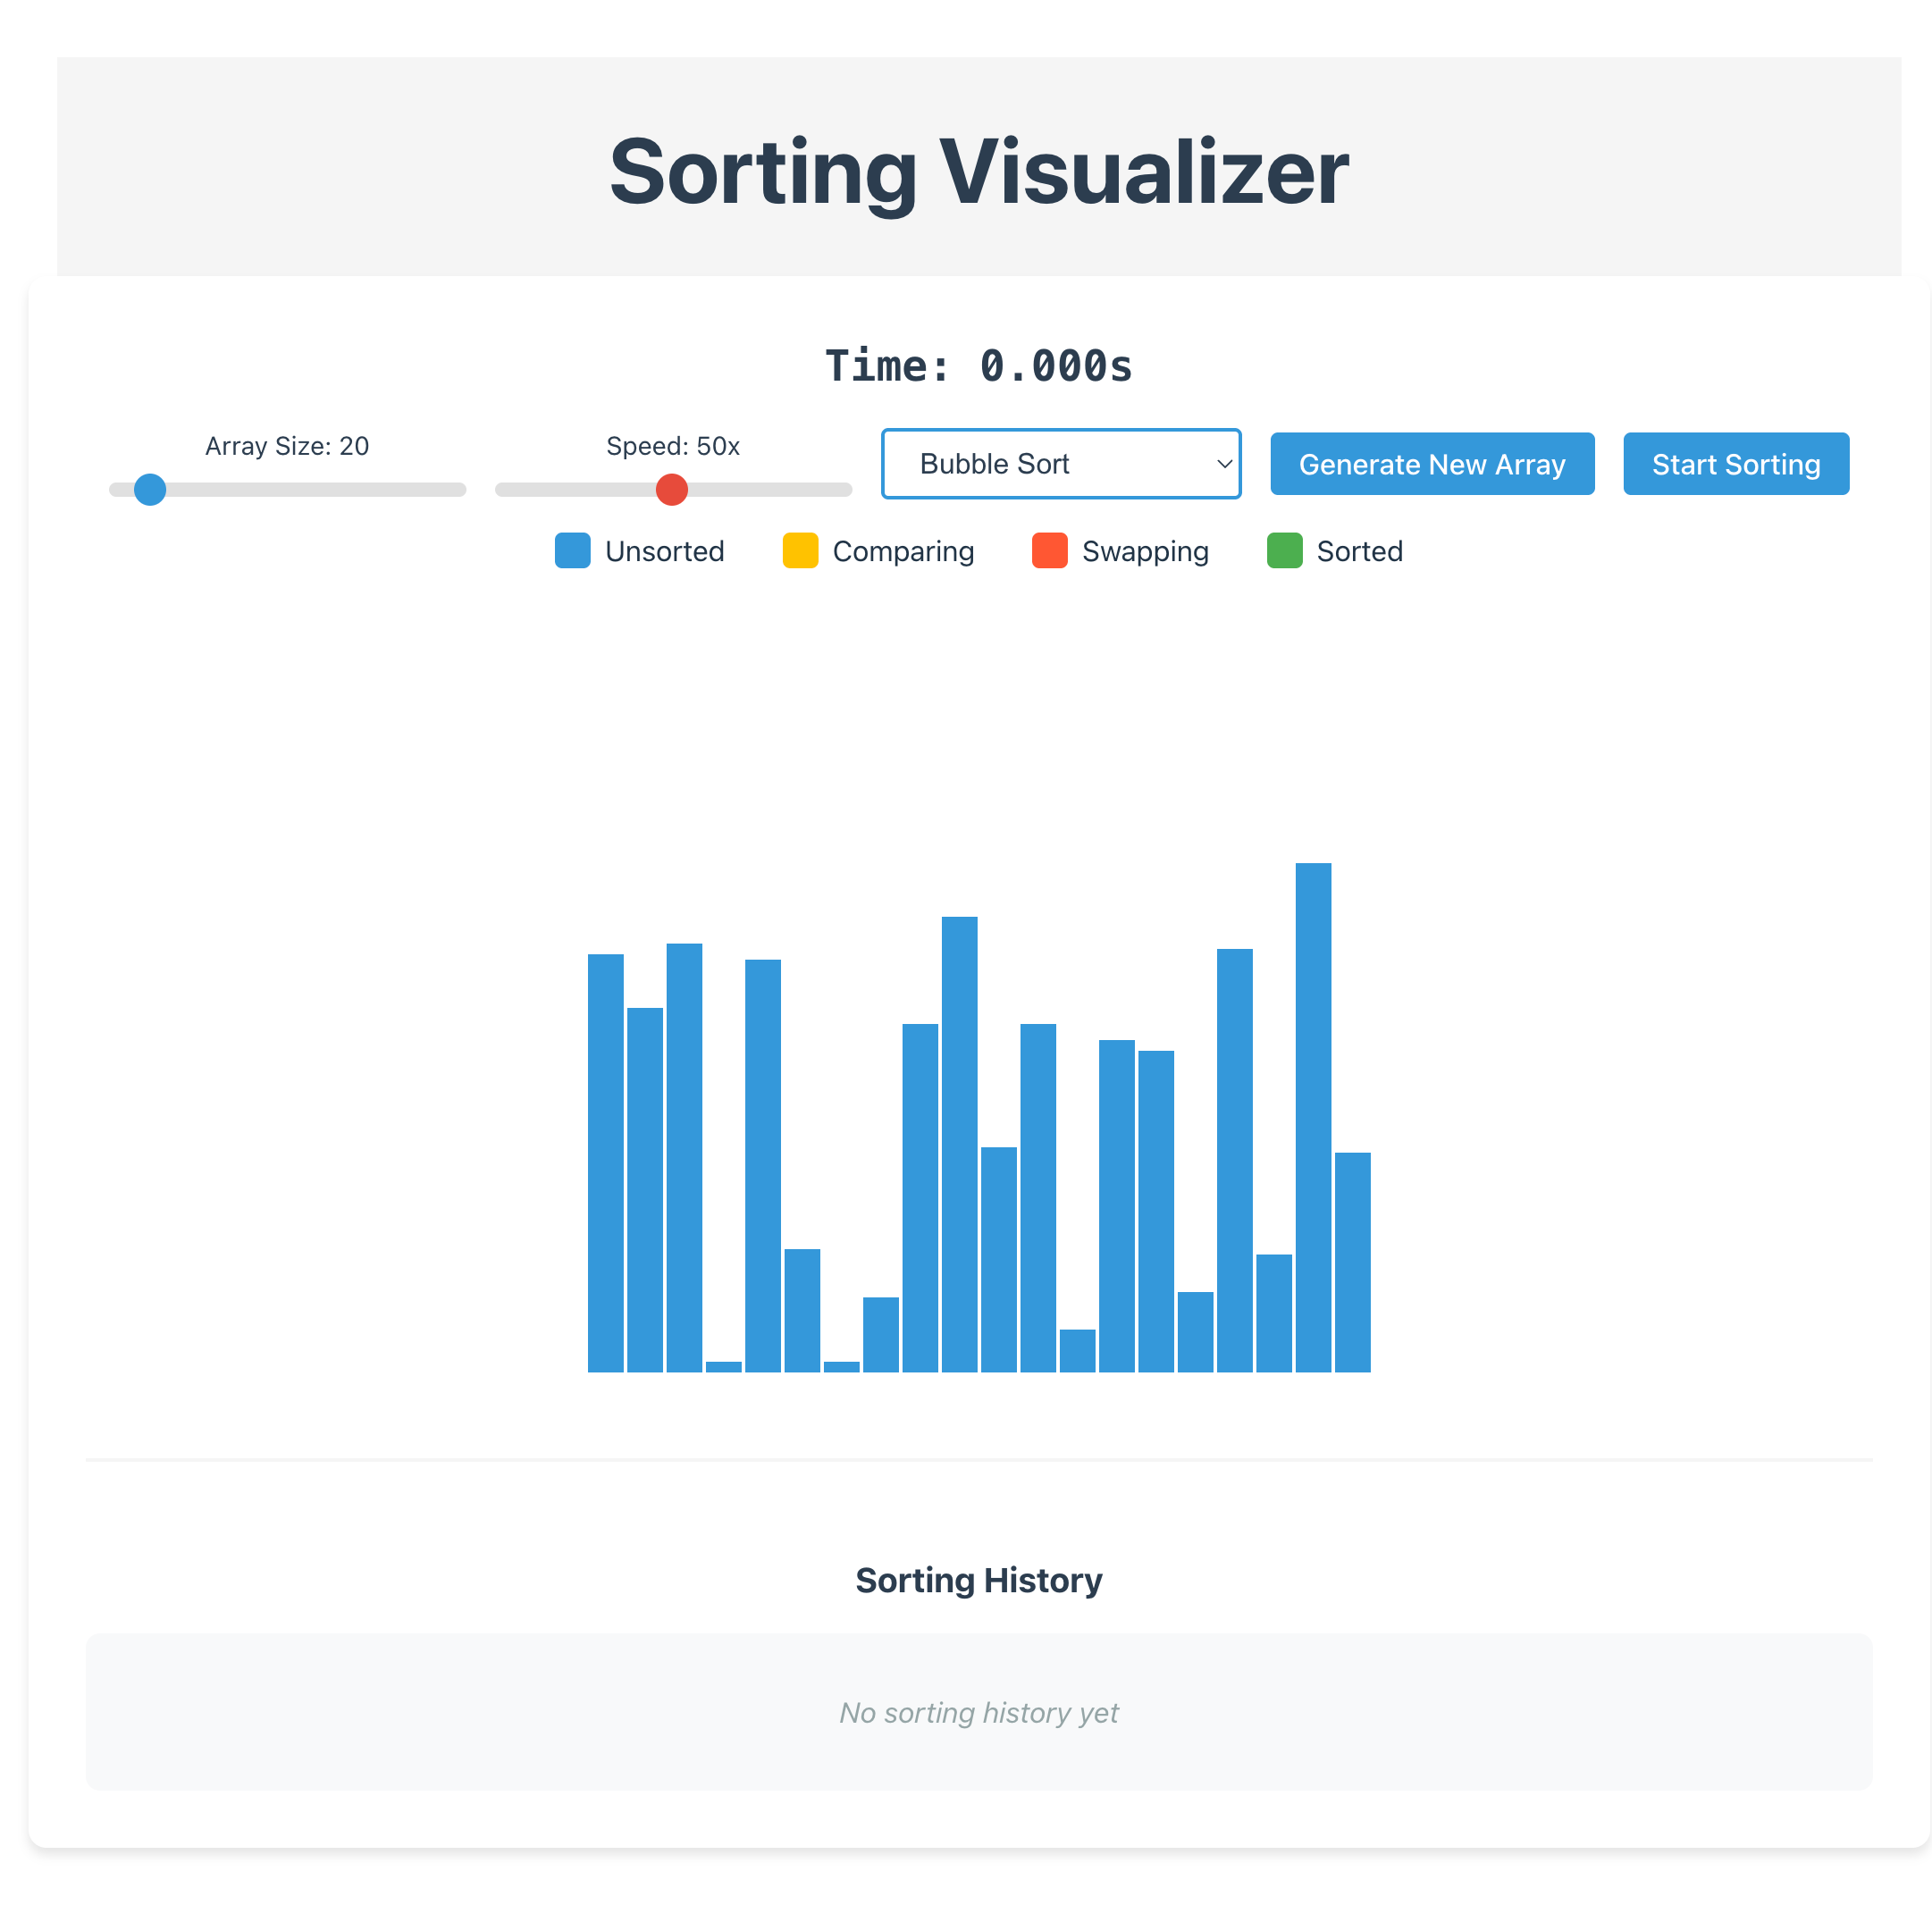 Sorting Visualizer
Time: 0.000s
Array Size: 20
Speed: 50x
Bubble Sort
Generate New Array
Start Sorting
Unsorted
Comparing
Swapping
Sorted
Sorting History
No sorting history yet